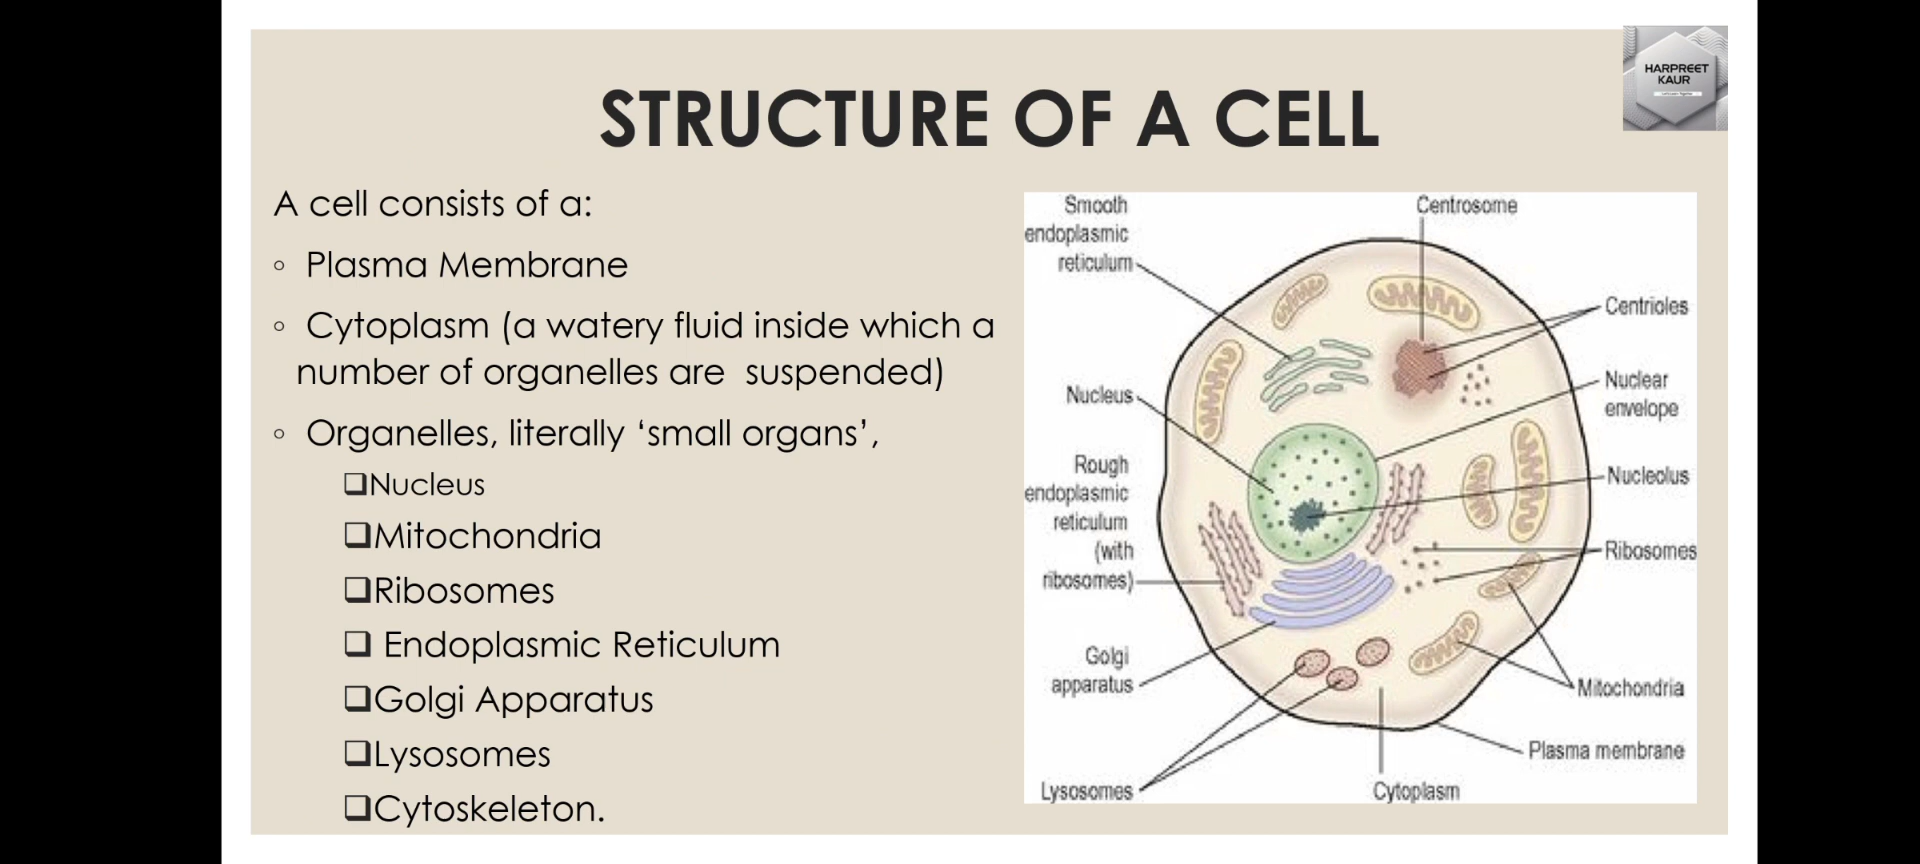 HARPREET
KAUR
STRUCTURE OF A CELL
A cell consists of a:
◦ Plasma Membrane
◦ Cytoplasm (a watery fluid inside which a
number of organelles are suspended)
◦ Organelles, literally ‘small organs’,
❑Nucleus
❑Mitochondria
❑Ribosomes
❑ Endoplasmic Reticulum
❑Golgi Apparatus
❑Lysosomes
❑Cytoskeleton.
Smooth
endoplasmic
reticulum
Nucleus
Rough
endoplasmic
reticulum
(with
ribosomes)
Golgi
apparatus
Lysosomes
Centrosome
Centrioles
Nuclear
envelope
Nucleolus
Ribosomes
Mitochondria
Plasma membrane
Cytoplasm